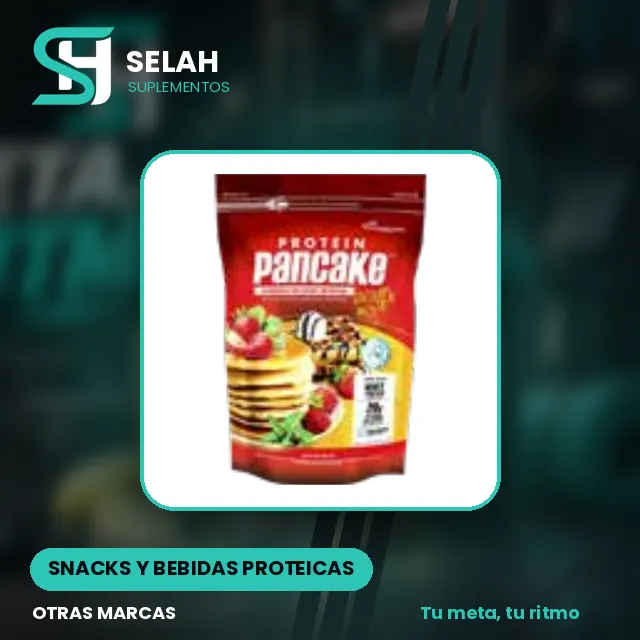 SELAH
SUPLEMENTOS
PROTEIN
pancake
SNACKS Y BEBIDAS PROTEICAS
OTRAS MARCAS
Tu meta, tu ritmo